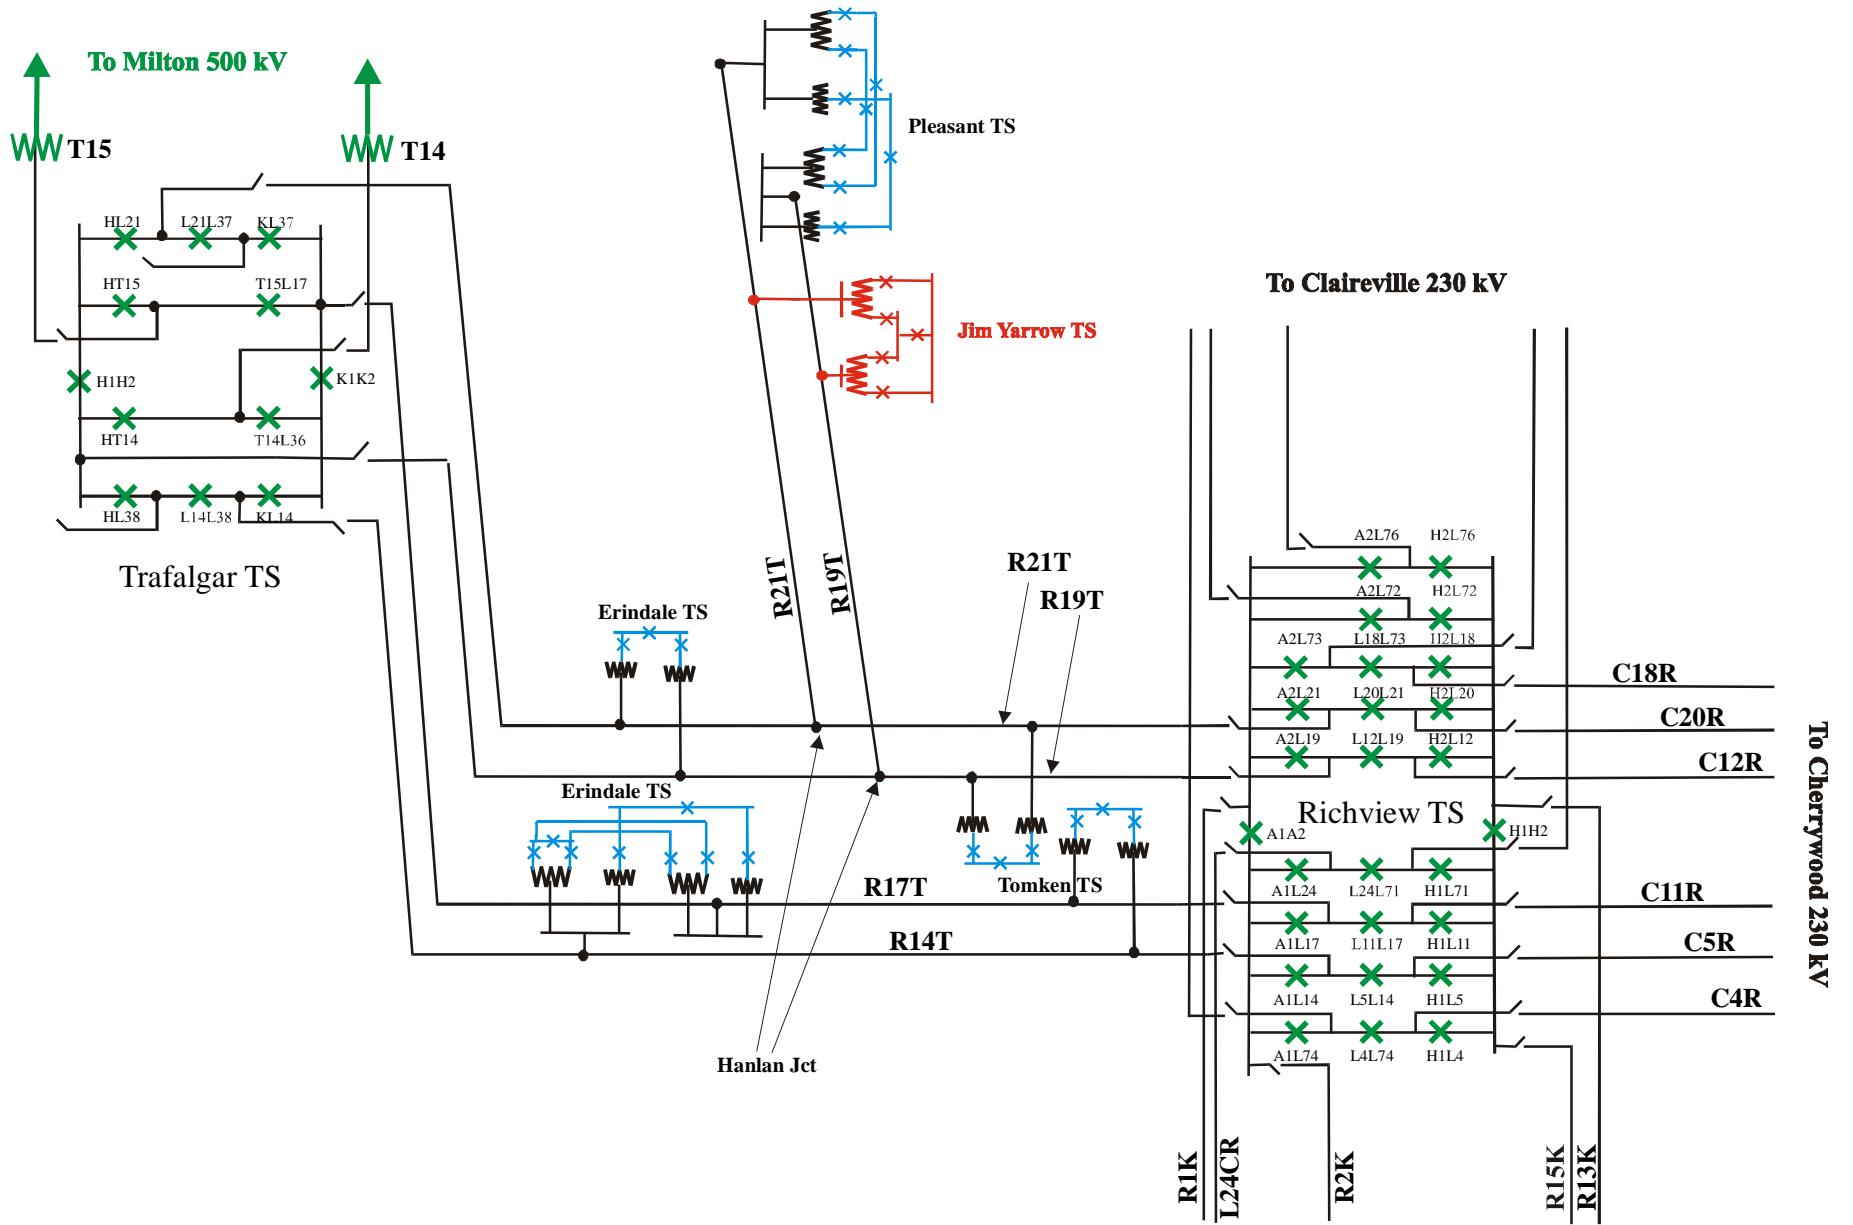 To Milton 500 kV
T15
T14
HL21
L21L37
KL37
HT15
T15L17
H1H2
K1K2
HT14
T14L36
HL38
L14L38
KL14
Trafalgar TS
Pleasant TS
Jim Yarrow TS
To Claireville 230 kV
R21T
R19T
R21T
R19T
Erindale TS
Erindale TS
R17T
R14T
Tomken TS
Hanlan Jct
A2L76
H2L76
A2L72
H2L72
A2L73
L18L73
H2L18
A2L21
L20L21
H2L20
A2L19
L12L19
H2L12
Richview TS
A1A2
H1H2
A1L24
L24L71
H1L71
A1L17
L11L17
H1L11
A1L14
L5L14
H1L5
A1L74
L4L74
H1L4
C18R
C20R
C12R
C11R
C5R
C4R
To Cherrywood 230 kV
R1K
L24CR
R2K
R15K
R13K